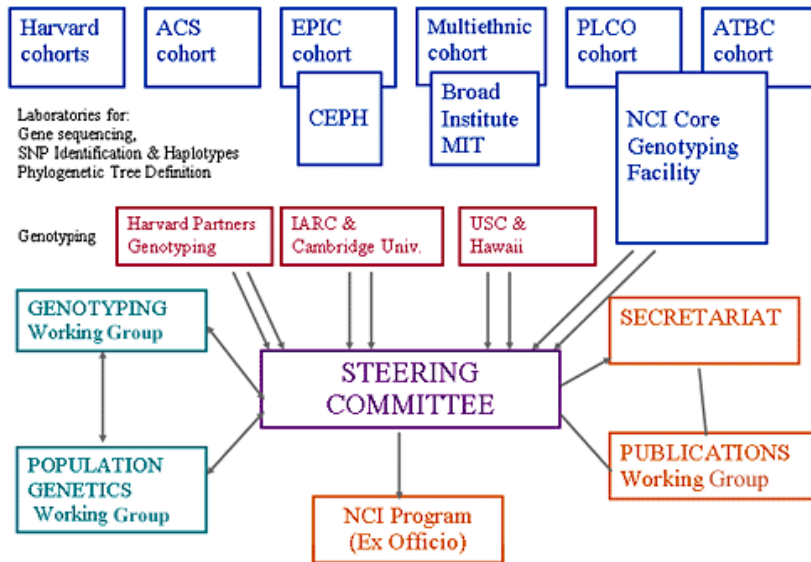 Harvard
cohorts
ACS
cohort
EPIC
cohort
Multiethnic
cohort
PLCO
cohort
ATBC
cohort
Laboratories for:
Gene sequencing,
SNP Identification & Haplotypes
Phylogenetic Tree Definition
CEPH
Broad
Institute
MIT
NCI Core
Genotyping
Facility
Genotyping
Harvard Partners
Genotyping
IARC &
Cambridge Univ.
USC &
Hawaii
GENOTYPING
Working Group
STEERING
COMMITTEE
SECRETARIAT
POPULATION
GENETICS
Working Group
NCI Program
(Ex Officio)
PUBLICATIONS
Working Group